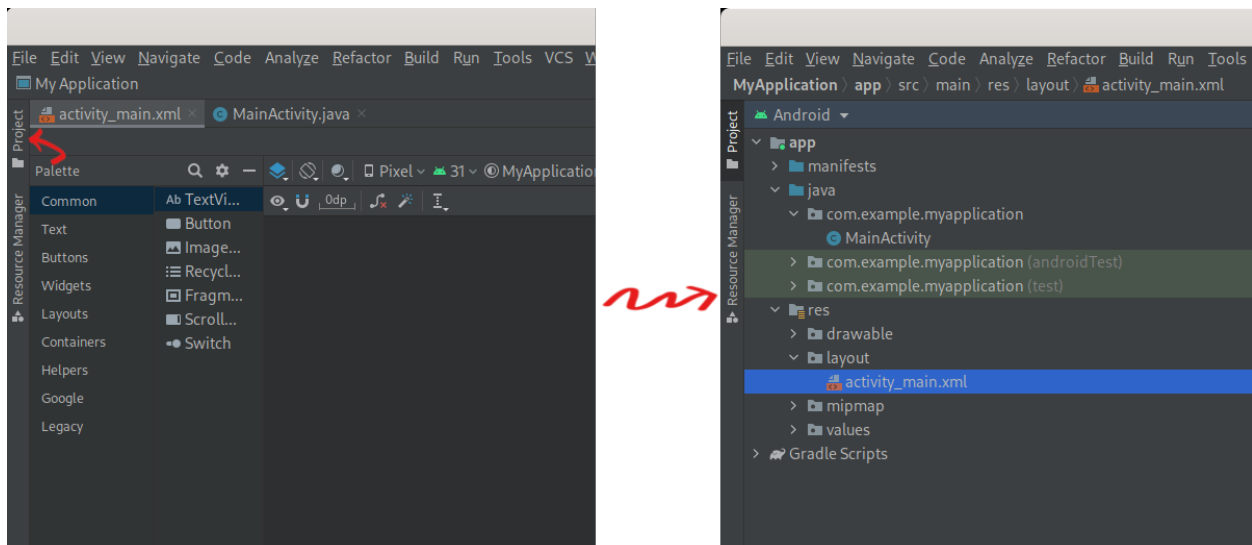 File Edit View Navigate Code Analyze Refactor Build Run Tools VCS W
My Application
activity_main.xml MainActivity.java
Project
Resource Manager
Palette
Pixel 31 MyApplicatio
Common
Text
Buttons
Widgets
Layouts
Containers
Helpers
Google
Legacy
Ab TextVi...
Button
Image...
Recycl...
Fragm...
Scroll...
Switch
0dp
File Edit View Navigate Code Analyze Refactor Build Run Tools
MyApplication app src main res layout activity_main.xml
Project
Resource Manager
Android
app
manifests
java
com.example.myapplication
MainActivity
com.example.myapplication (androidTest)
com.example.myapplication (test)
res
drawable
layout
activity_main.xml
mipmap
values
Gradle Scripts